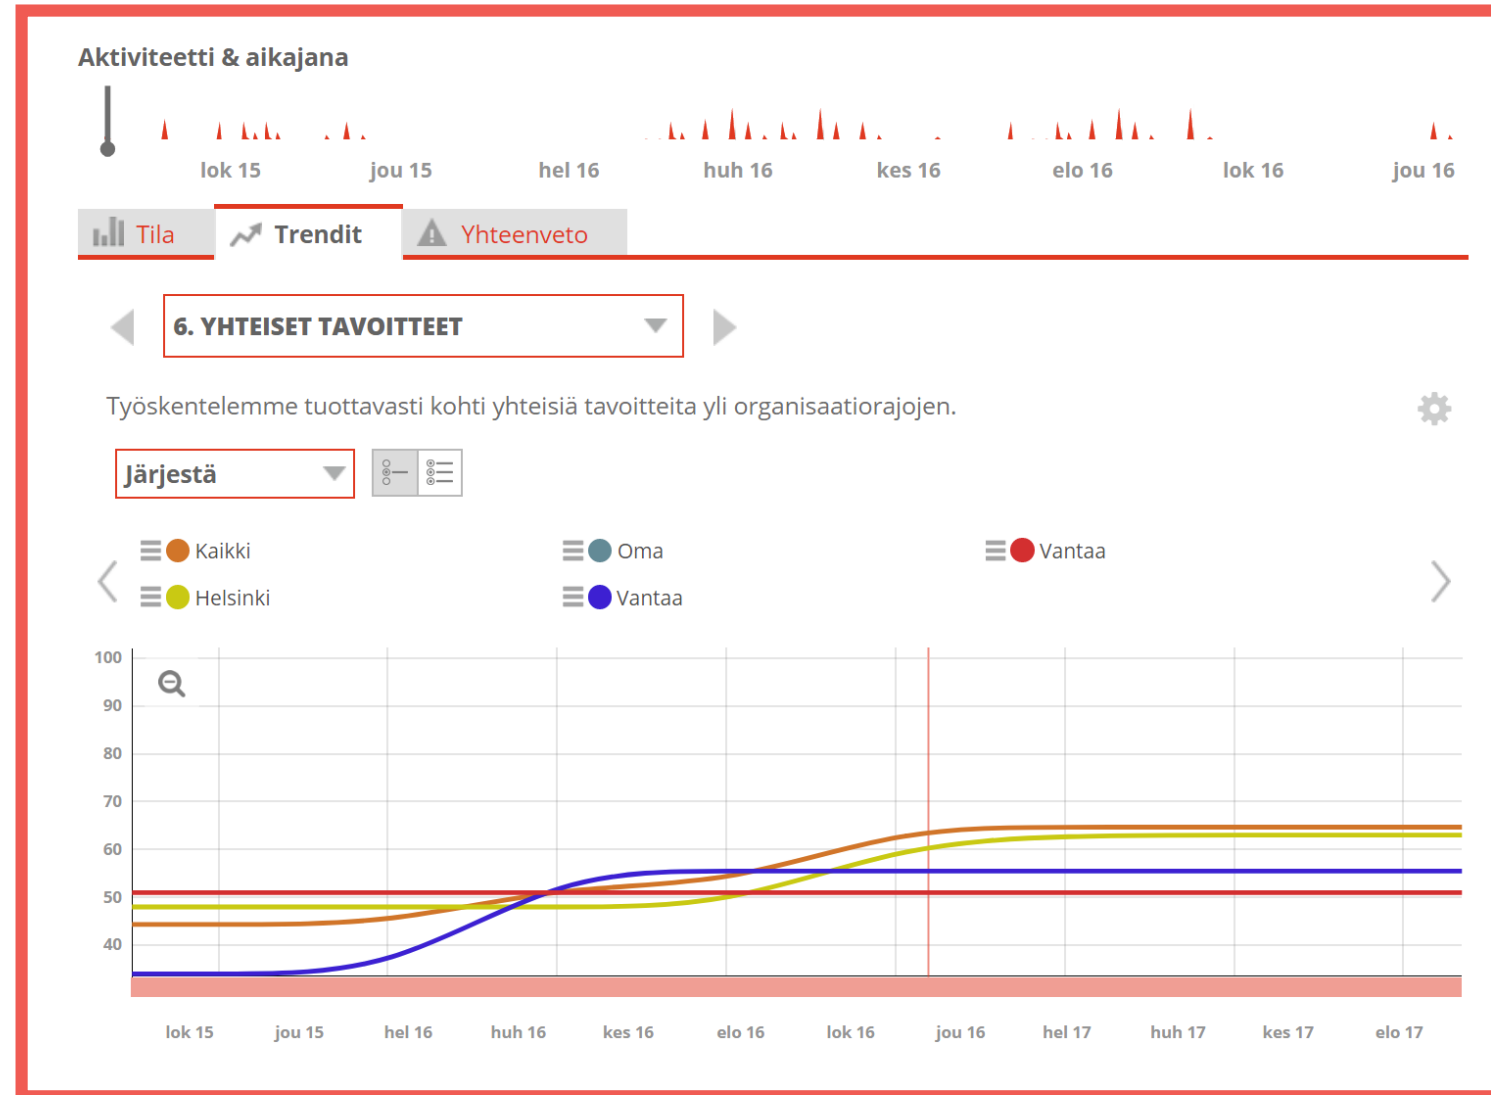 Aktiviteetti & aikajana
lok 15 jou 15 hel 16 huh 16 kes 16 elo 16 lok 16 jou 16
Tila Trendit Yhteenveto
6. YHTEISET TAVOITTEET
Työskentelemme tuottavasti kohti yhteisiä tavoitteita yli organisaatiorajojen.
Järjestä
Kaikki Oma Vantaa
Helsinki Vantaa
100
90
80
70
60
50
40
lok 15 jou 15 hel 16 huh 16 kes 16 elo 16 lok 16 jou 16 hel 17 huh 17 kes 17 elo 17